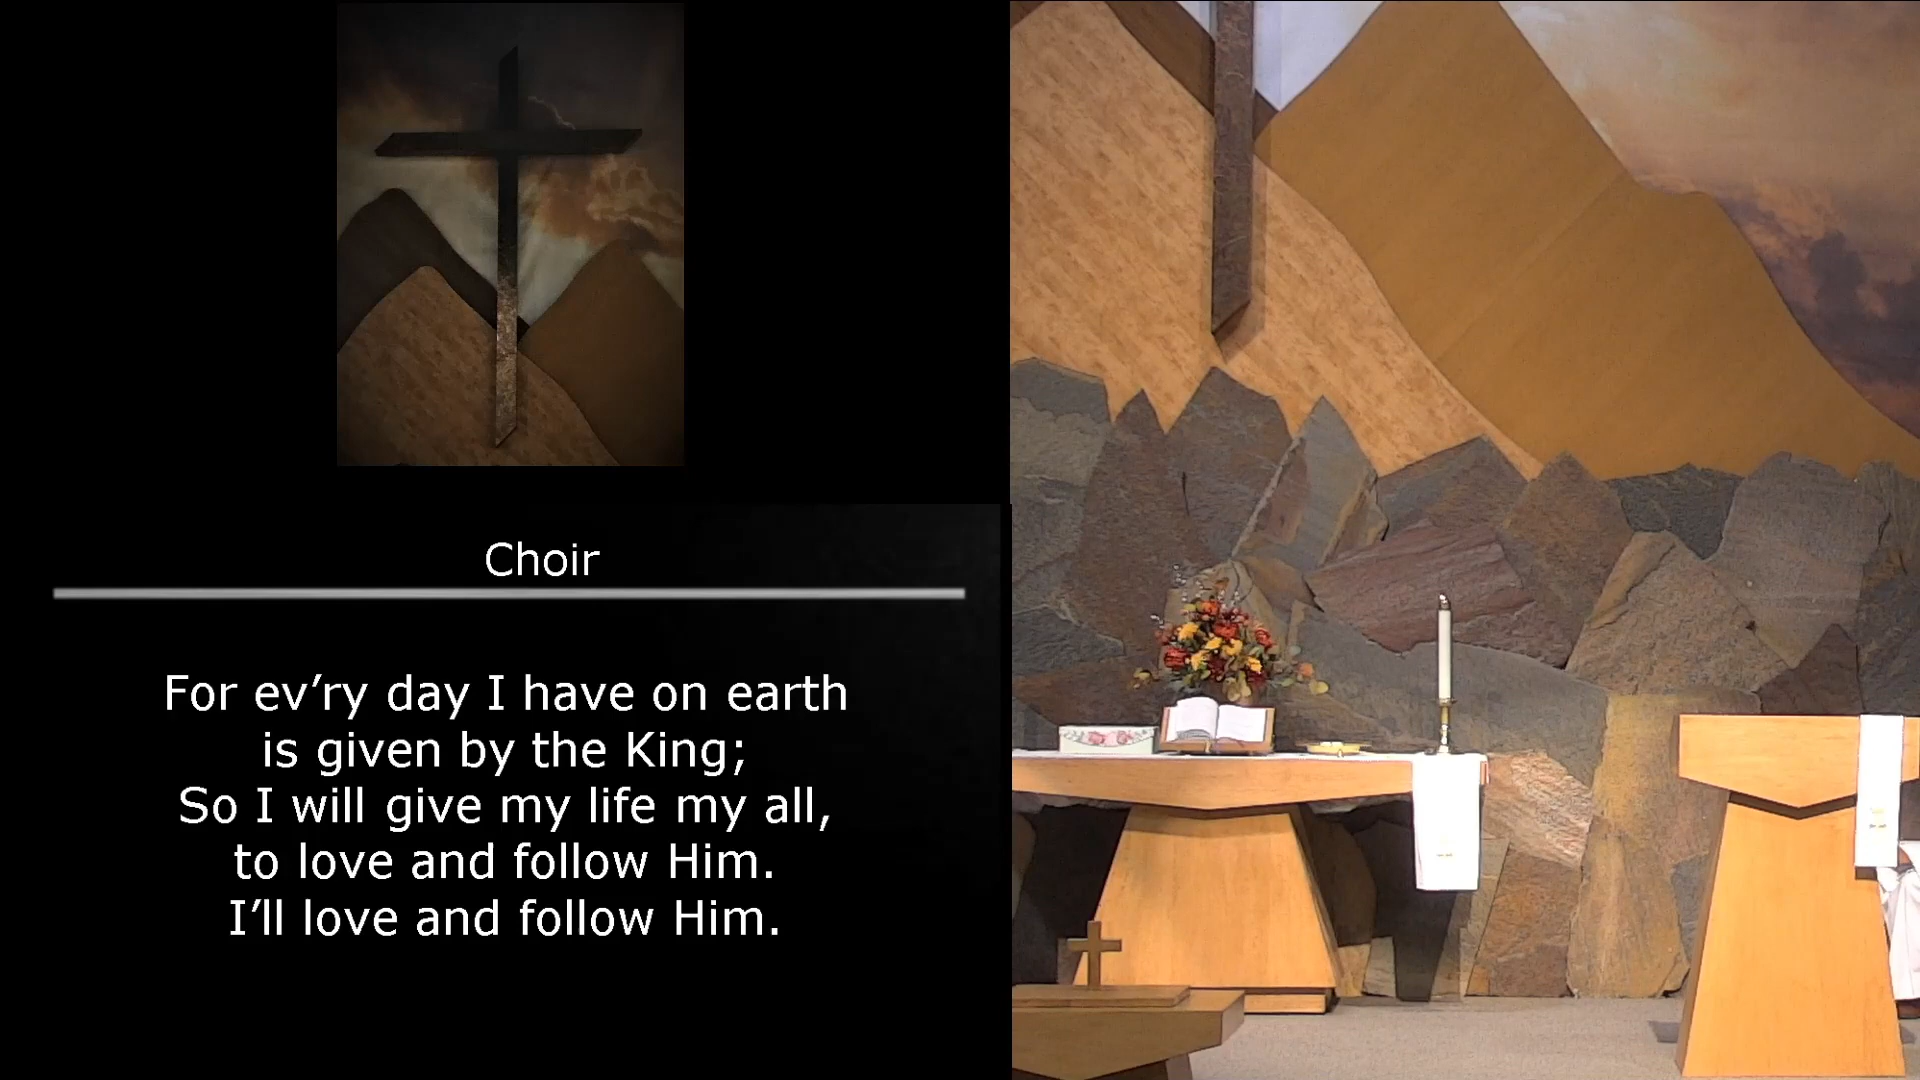 Choir
For ev’ry day I have on earth
is given by the King;
So I will give my life my all,
to love and follow Him.
I’ll love and follow Him.